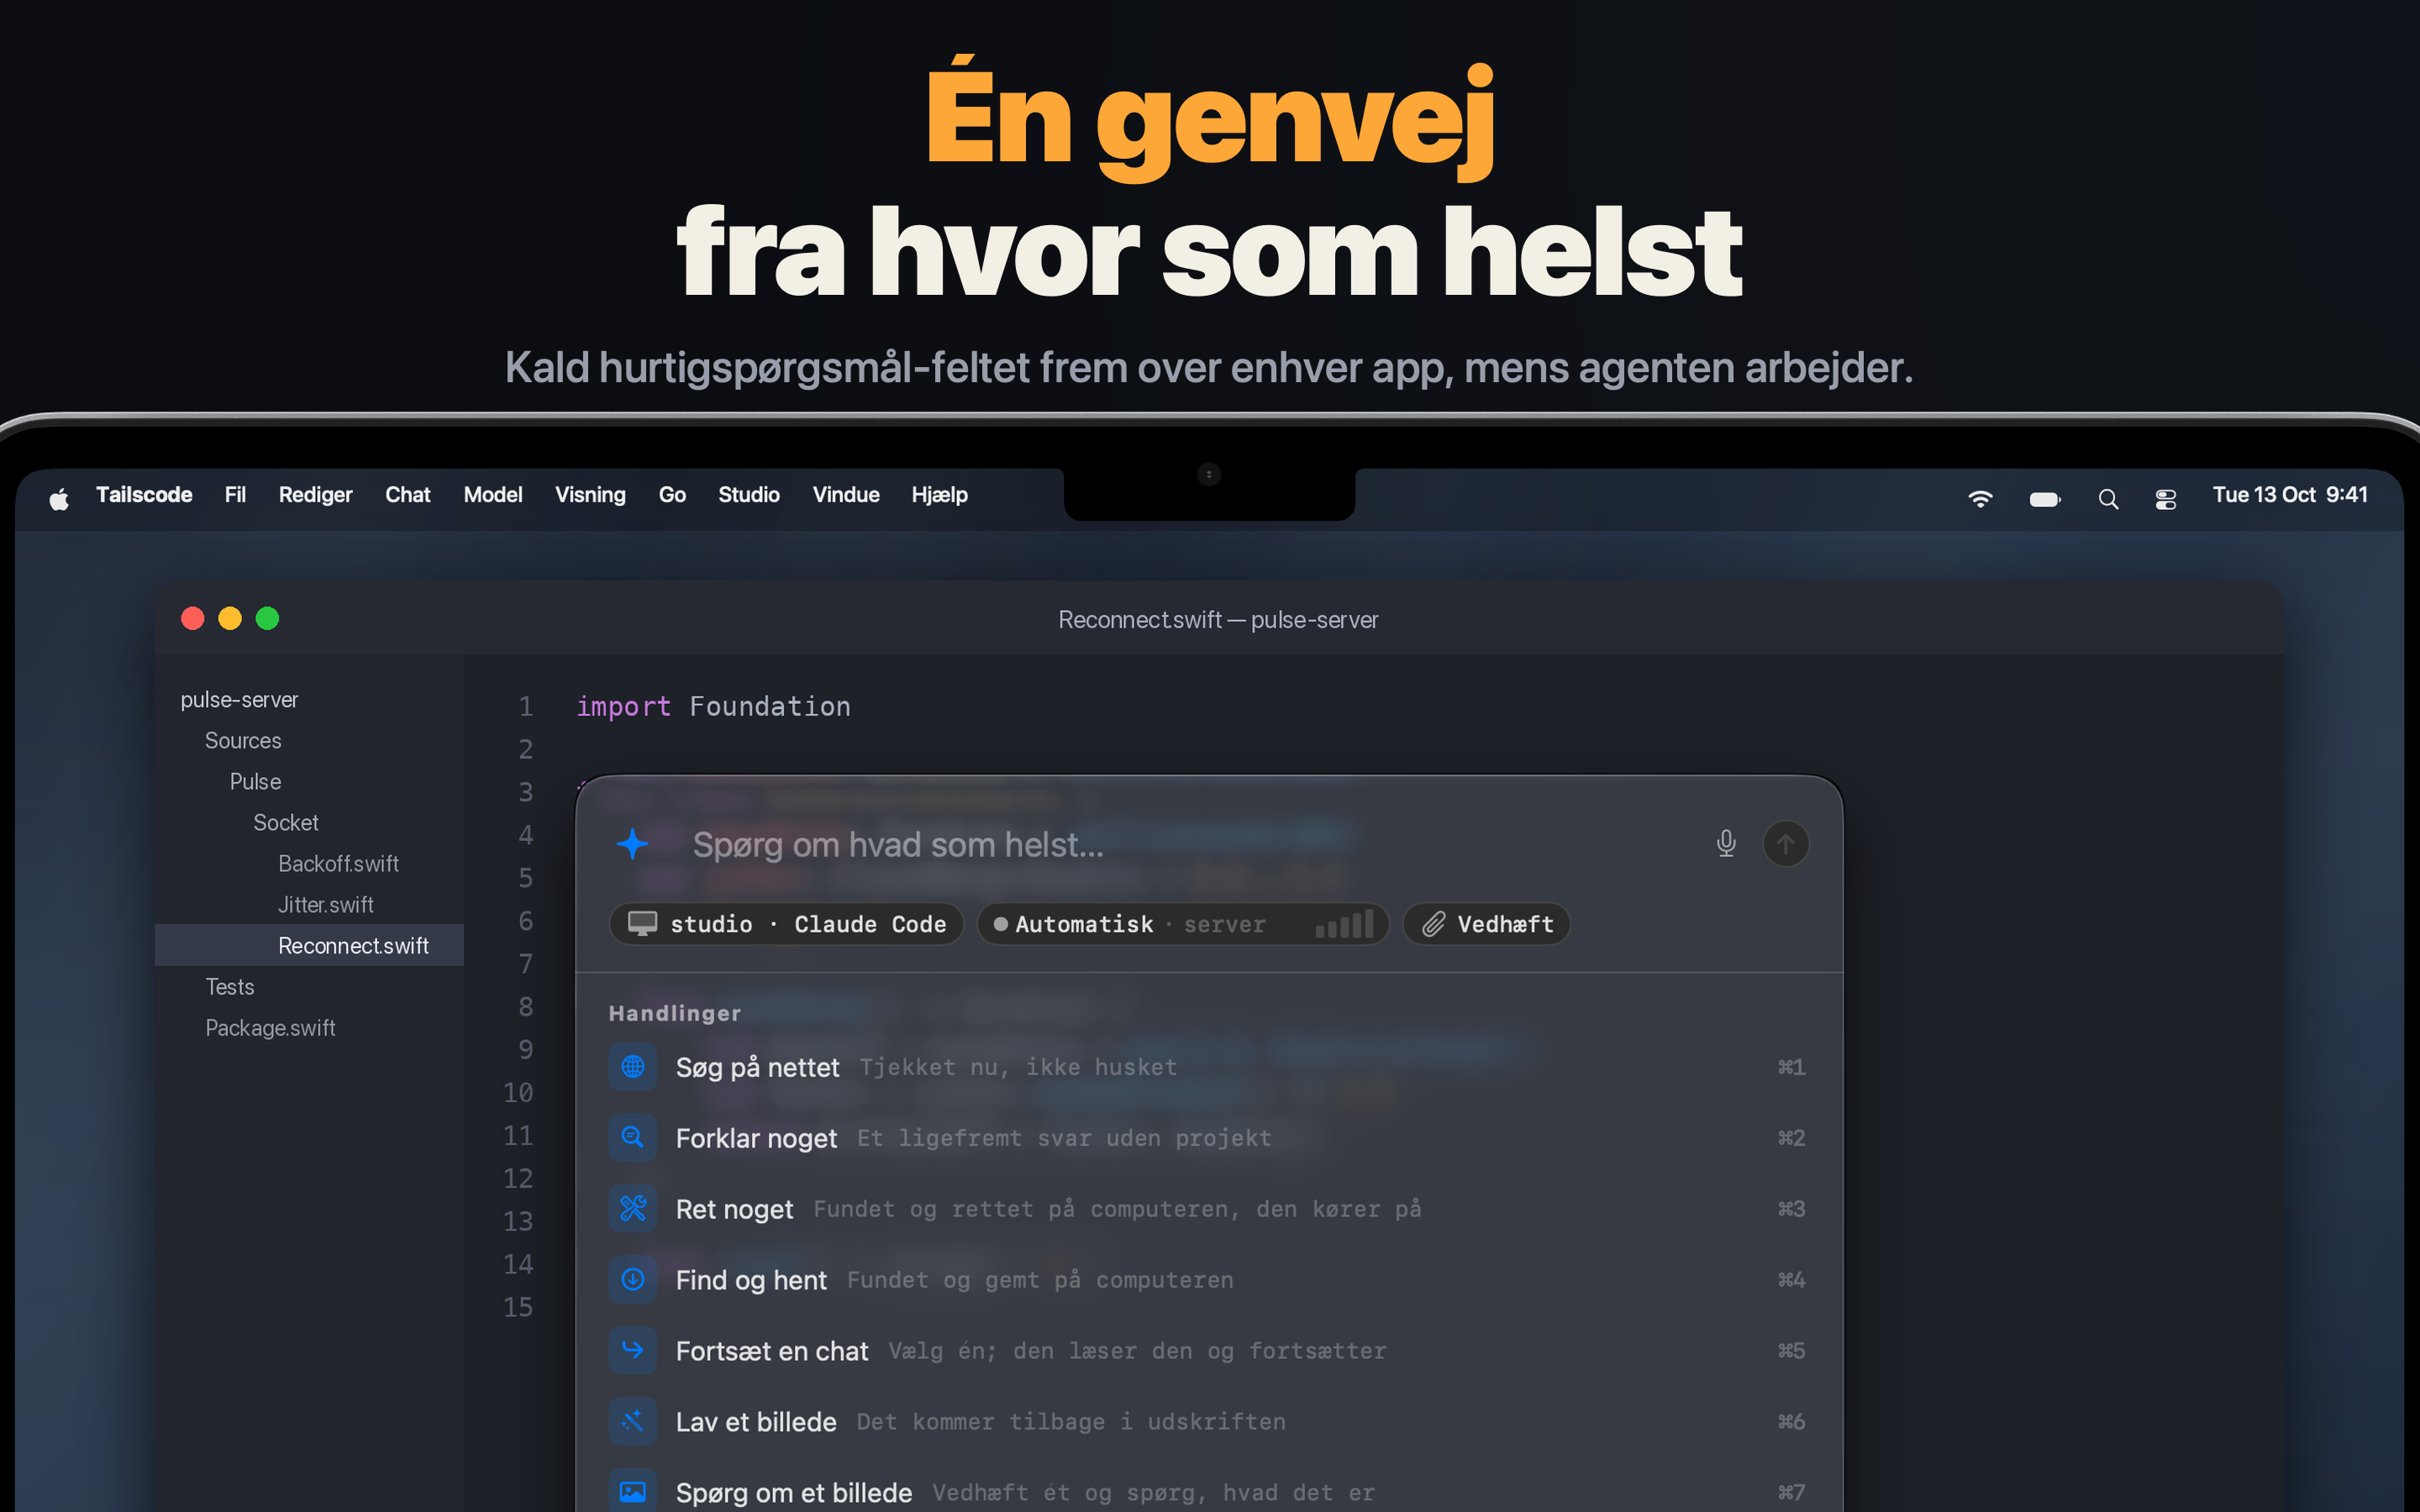 Én genvej
fra hvor som helst
Kald hurtigspørgsmål-feltet frem over enhver app, mens agenten arbejder.
Tailscode Fil Rediger Chat Model Visning Go Studio Vindue Hjælp Tue 13 Oct 9:41
Reconnect.swift — pulse-server
pulse-server
Sources
Pulse
Socket
Backoff.swift
Jitter.swift
Reconnect.swift
Tests
Package.swift
1 import Foundation
2
3
4
5
6
7
8
9
10
11
12
13
14
15
Spørg om hvad som helst...
studio · Claude Code Automatisk · server Vedhæft
Handlinger
Søg på nettet Tjekket nu, ikke husket ⌘1
Forklar noget Et ligefremt svar uden projekt ⌘2
Ret noget Fundet og rettet på computeren, den kører på ⌘3
Find og hent Fundet og gemt på computeren ⌘4
Fortsæt en chat Vælg én; den læser den og fortsætter ⌘5
Lav et billede Det kommer tilbage i udskriften ⌘6
Spørg om et billede Vedhæft ét og spørg, hvad det er ⌘7